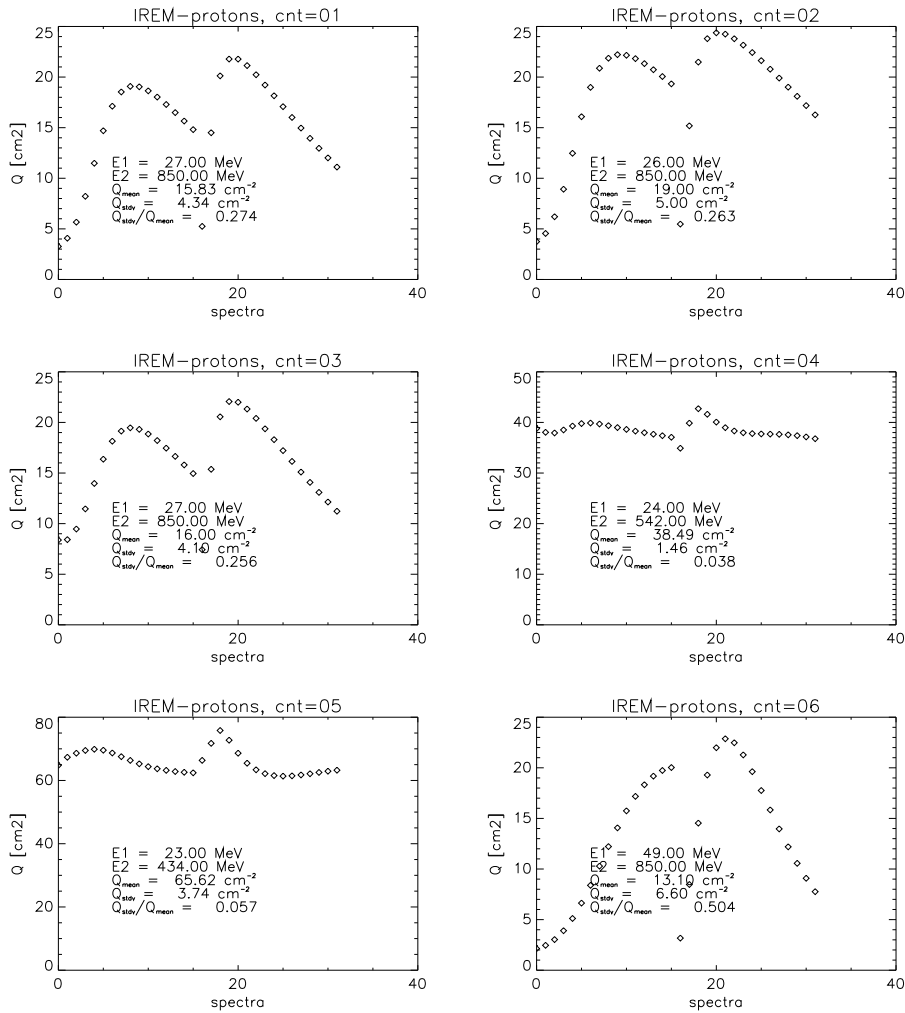 IREM-protons, cnt=01
25
20
15
10
5
0
Q [cm2]
E1 = 27.00 MeV
E2 = 850.00 MeV
Qmean = 15.83 cm-2
Qstdv = 4.34 cm-2
Qstdv/Qmean = 0.274
0 20 40
spectra
IREM-protons, cnt=02
25
20
15
10
5
0
Q [cm2]
E1 = 26.00 MeV
E2 = 850.00 MeV
Qmean = 19.00 cm-2
Qstdv = 5.00 cm-2
Qstdv/Qmean = 0.263
0 20 40
spectra
IREM-protons, cnt=03
25
20
15
10
5
0
Q [cm2]
E1 = 27.00 MeV
E2 = 850.00 MeV
Qmean = 16.00 cm-2
Qstdv = 4.10 cm-2
Qstdv/Qmean = 0.256
0 20 40
spectra
IREM-protons, cnt=04
50
40
30
20
10
0
Q [cm2]
E1 = 24.00 MeV
E2 = 542.00 MeV
Qmean = 38.49 cm-2
Qstdv = 1.46 cm-2
Qstdv/Qmean = 0.038
0 20 40
spectra
IREM-protons, cnt=05
80
60
40
20
0
Q [cm2]
E1 = 23.00 MeV
E2 = 434.00 MeV
Qmean = 65.62 cm-2
Qstdv = 3.74 cm-2
Qstdv/Qmean = 0.057
0 20 40
spectra
IREM-protons, cnt=06
25
20
15
10
5
0
Q [cm2]
E1 = 49.00 MeV
E2 = 850.00 MeV
Qmean = 13.10 cm-2
Qstdv = 6.60 cm-2
Qstdv/Qmean = 0.504
0 20 40
spectra